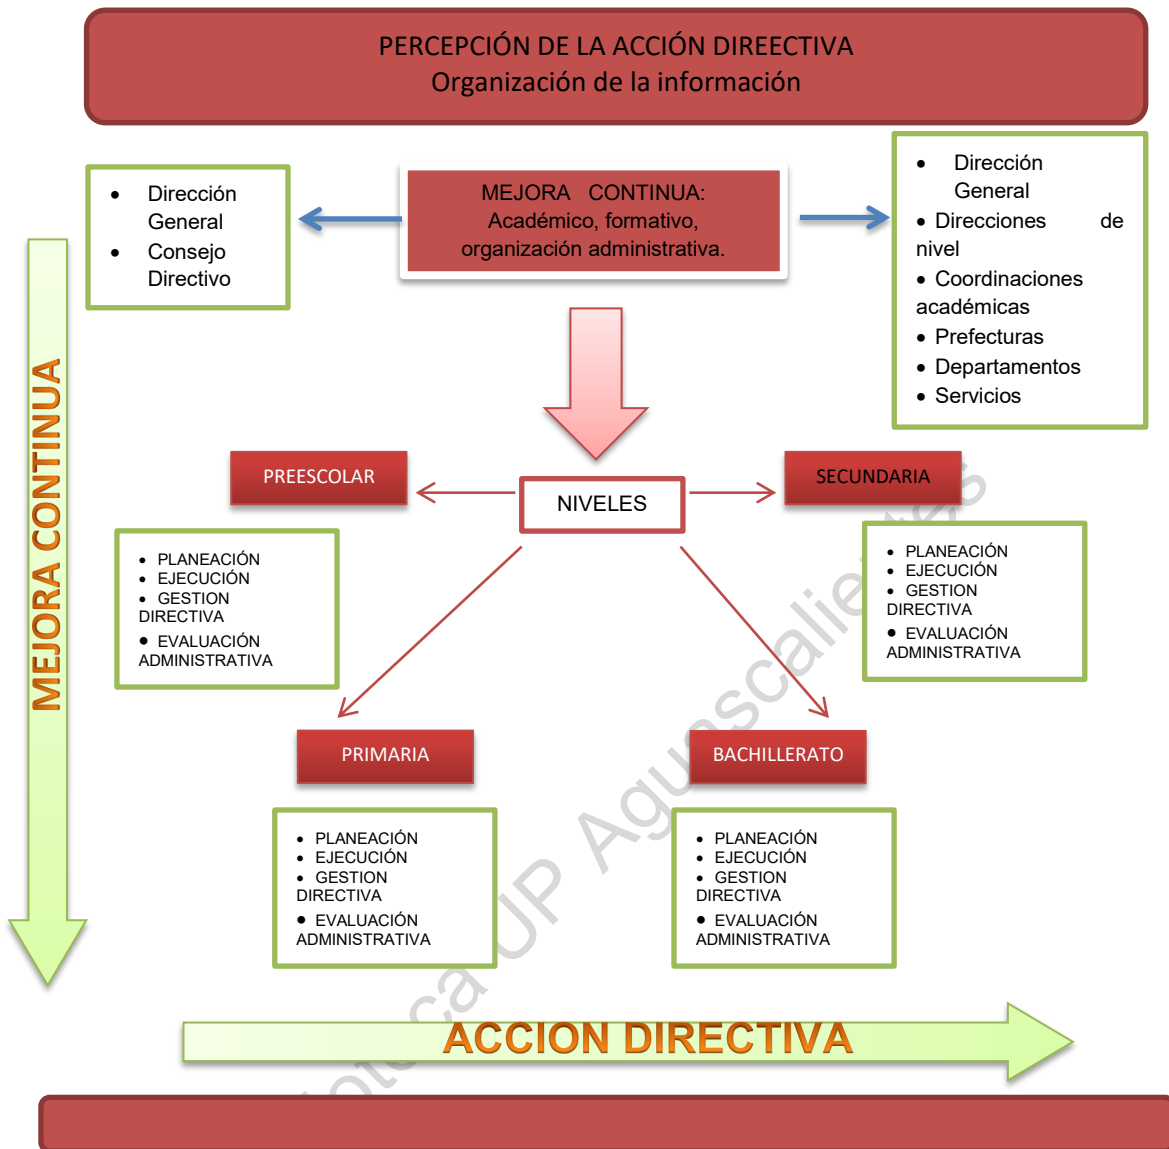 PERCEPCIÓN DE LA ACCIÓN DIREECTIVA
Organización de la información
• Dirección
General
• Consejo
Directivo
MEJORA CONTINUA:
Académico, formativo,
organización administrativa.
• Dirección
General
• Direcciones de
nivel
• Coordinaciones
académicas
• Prefecturas
• Departamentos
• Servicios
MEJORA CONTINUA
PREESCOLAR
NIVELES
SECUNDARIA
• PLANEACIÓN
• EJECUCIÓN
• GESTION
DIRECTIVA
• EVALUACIÓN
ADMINISTRATIVA
• PLANEACIÓN
• EJECUCIÓN
• GESTION
DIRECTIVA
• EVALUACIÓN
ADMINISTRATIVA
PRIMARIA
BACHILLERATO
• PLANEACIÓN
• EJECUCIÓN
• GESTION
DIRECTIVA
• EVALUACIÓN
ADMINISTRATIVA
• PLANEACIÓN
• EJECUCIÓN
• GESTION
DIRECTIVA
• EVALUACIÓN
ADMINISTRATIVA
ACCION DIRECTIVA
UP Aguascalientes